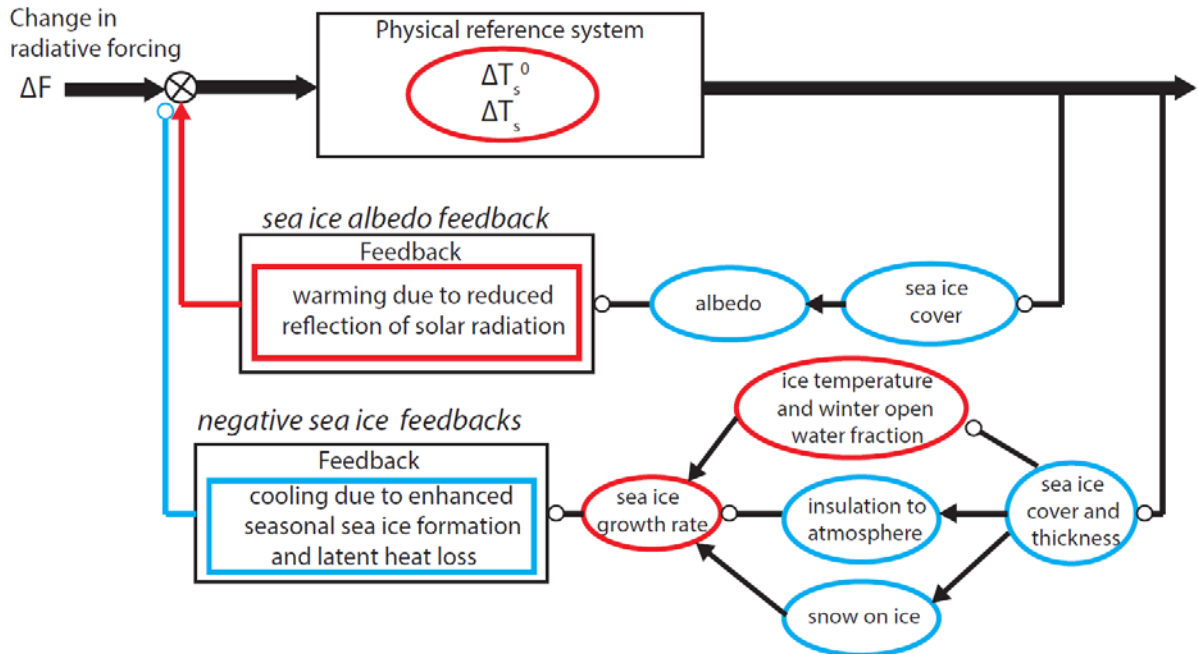 Change in
radiative forcing
ΔF
Physical reference system
ΔTₛ⁰
ΔTₛ
sea ice albedo feedback
Feedback
warming due to reduced
reflection of solar radiation
albedo
sea ice
cover
ice temperature
and winter open
water fraction
negative sea ice feedbacks
Feedback
cooling due to enhanced
seasonal sea ice formation
and latent heat loss
sea ice
growth rate
insulation to
atmosphere
sea ice
cover and
thickness
snow on ice